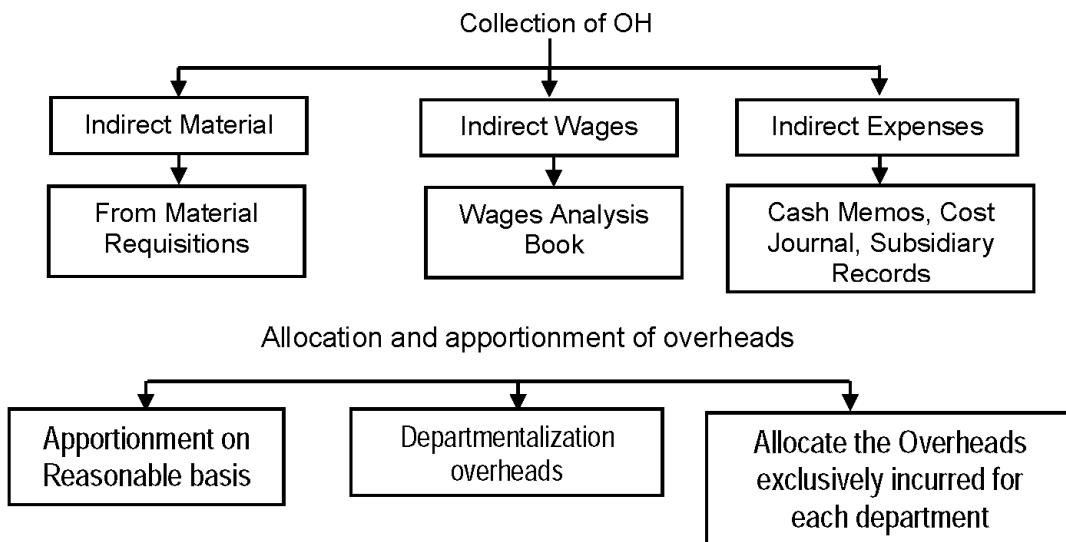 Collection of OH
Indirect Material
Indirect Wages
Indirect Expenses
From Material
Requisitions
Wages Analysis
Book
Cash Memos, Cost
Journal, Subsidiary
Records
Allocation and apportionment of overheads
Apportionment on
Reasonable basis
Departmentalization
overheads
Allocate the Overheads
exclusively incurred for
each department